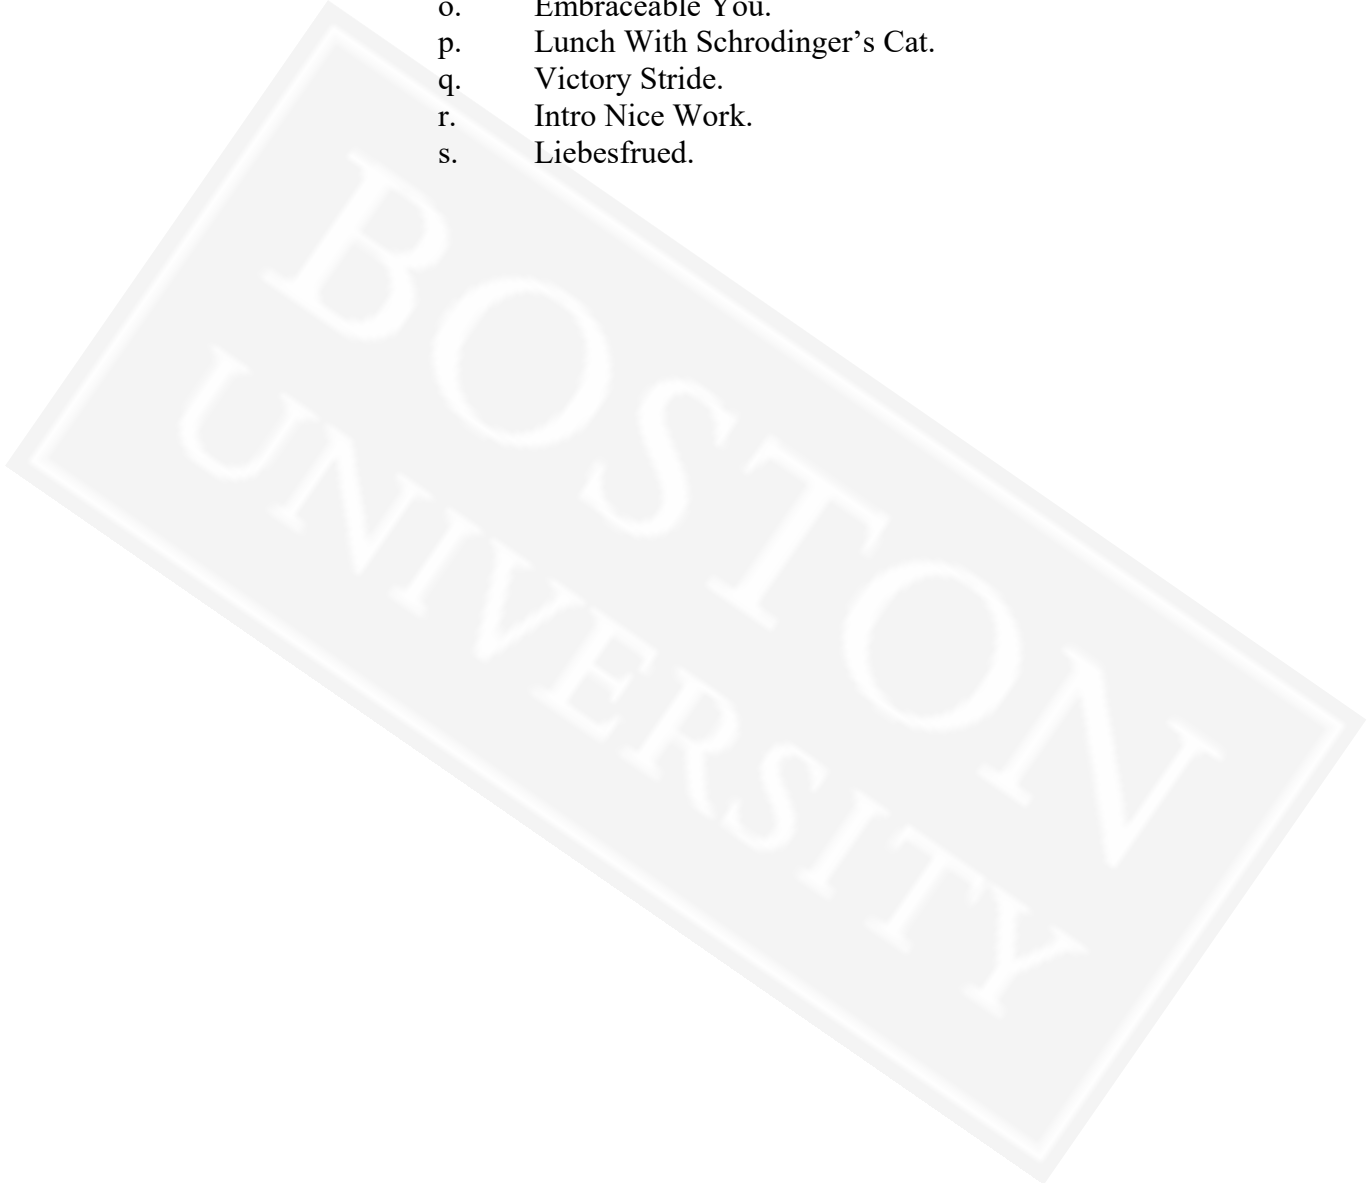 o. Embraceable You.
p. Lunch With Schrodinger’s Cat.
q. Victory Stride.
r. Intro Nice Work.
s. Liebesfrued.
BOSTON
UNIVERSITY